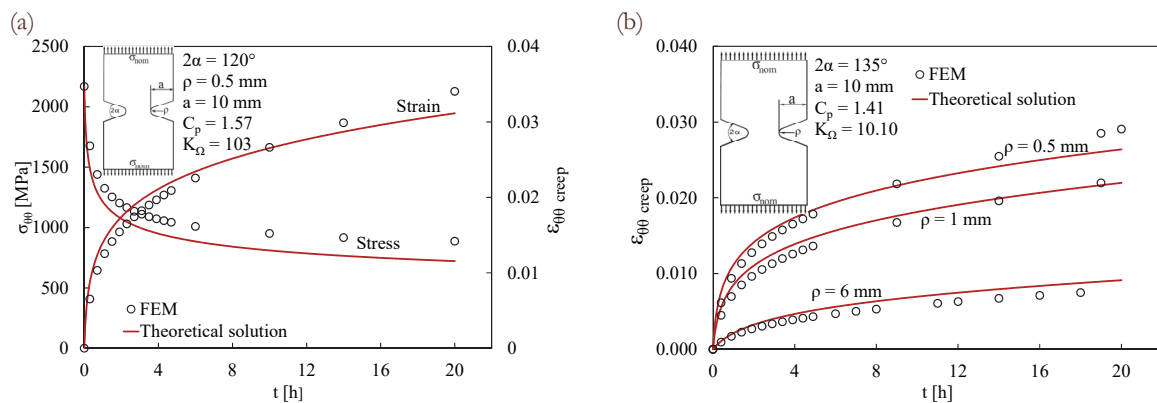 (a)
2500
2000
1500
1000
500
0
σθθ [MPa]
σnom
2α
a
ρ
σnom
2α = 120°
ρ = 0.5 mm
a = 10 mm
Cp = 1.57
KΩ = 103
Strain
Stress
FEM
Theoretical solution
0.04
0.03
0.02
0.01
0
εθθ creep
0 4 8 12 16 20
t [h]
(b)
0.040
0.030
0.020
0.010
0.000
εθθ creep
σnom
2α
a
ρ
σnom
2α = 135°
a = 10 mm
Cp = 1.41
KΩ = 10.10
FEM
Theoretical solution
ρ = 0.5 mm
ρ = 1 mm
ρ = 6 mm
0 4 8 12 16 20
t [h]